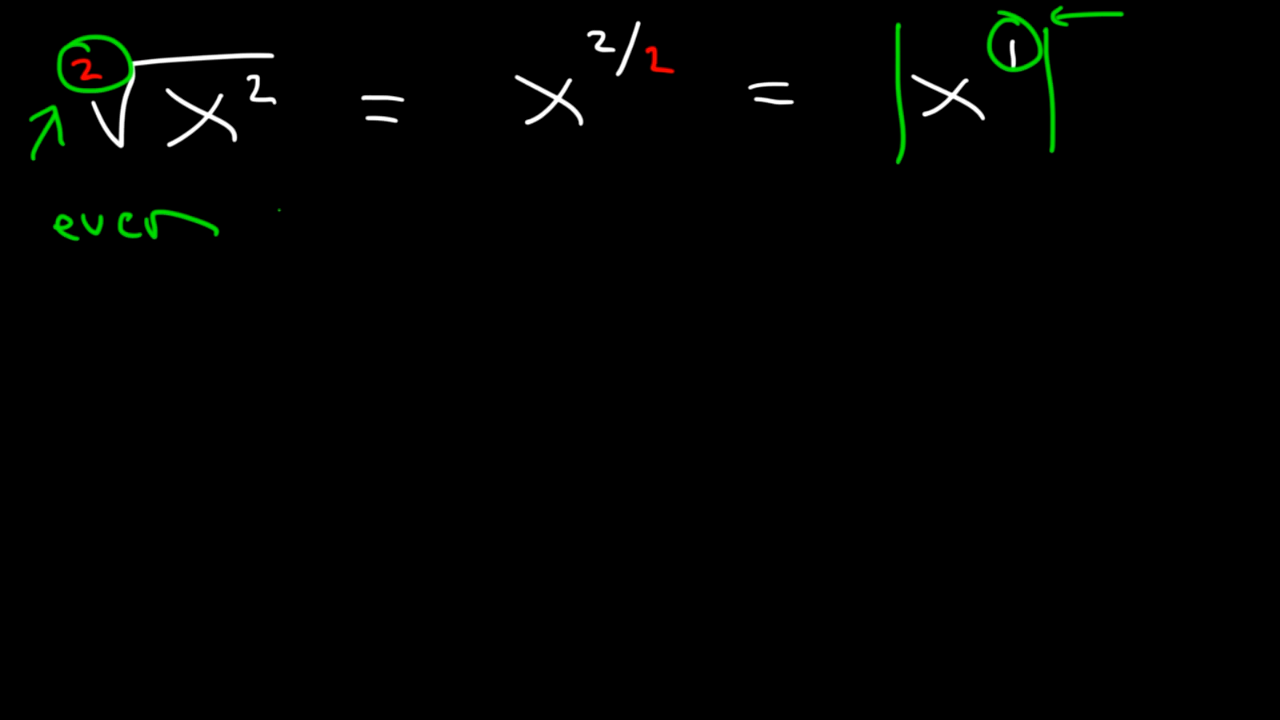 ²√x² = x^2/2 = |x¹|
even